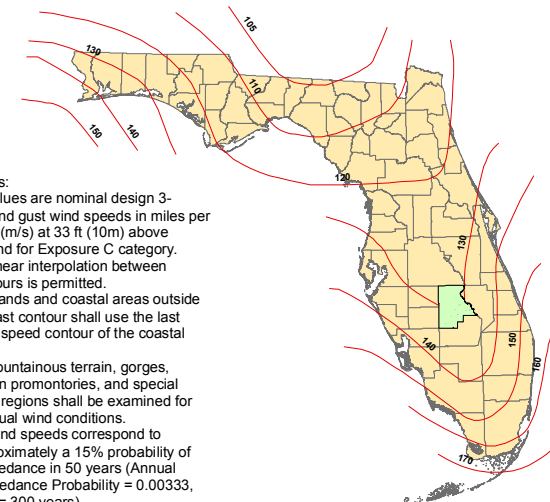 105
130
110
150
140
120
s:
lues are nominal design 3-
nd gust wind speeds in miles per
(m/s) at 33 ft (10m) above
nd for Exposure C category.
near interpolation between
ours is permitted.
ands and coastal areas outside
ast contour shall use the last
speed contour of the coastal
ountainous terrain, gorges,
n promontories, and special
regions shall be examined for
ual wind conditions.
nd speeds correspond to
oximately a 15% probability of
edance in 50 years (Annual
edance Probability = 0.00333,
= 300 years)
130
140
150
160
170